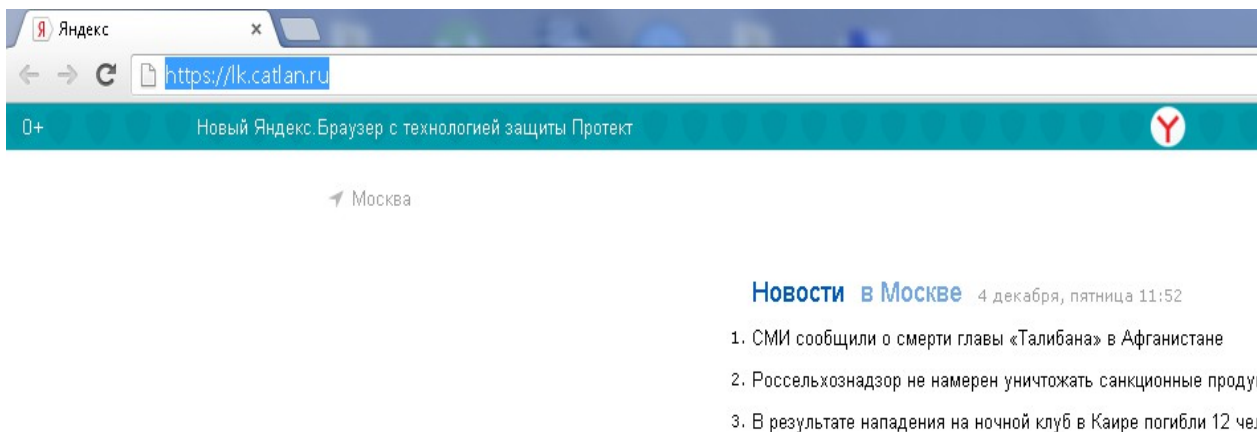 Я Яндекс
https://lk.catlan.ru
0+ Новый Яндекс.Браузер с технологией защиты Протект
Москва
Новости в Москве 4 декабря, пятница 11:52
1. СМИ сообщили о смерти главы «Талибана» в Афганистане
2. Россельхознадзор не намерен уничтожать санкционные
3. В результате нападения на ночной клуб в Каире погибли 12